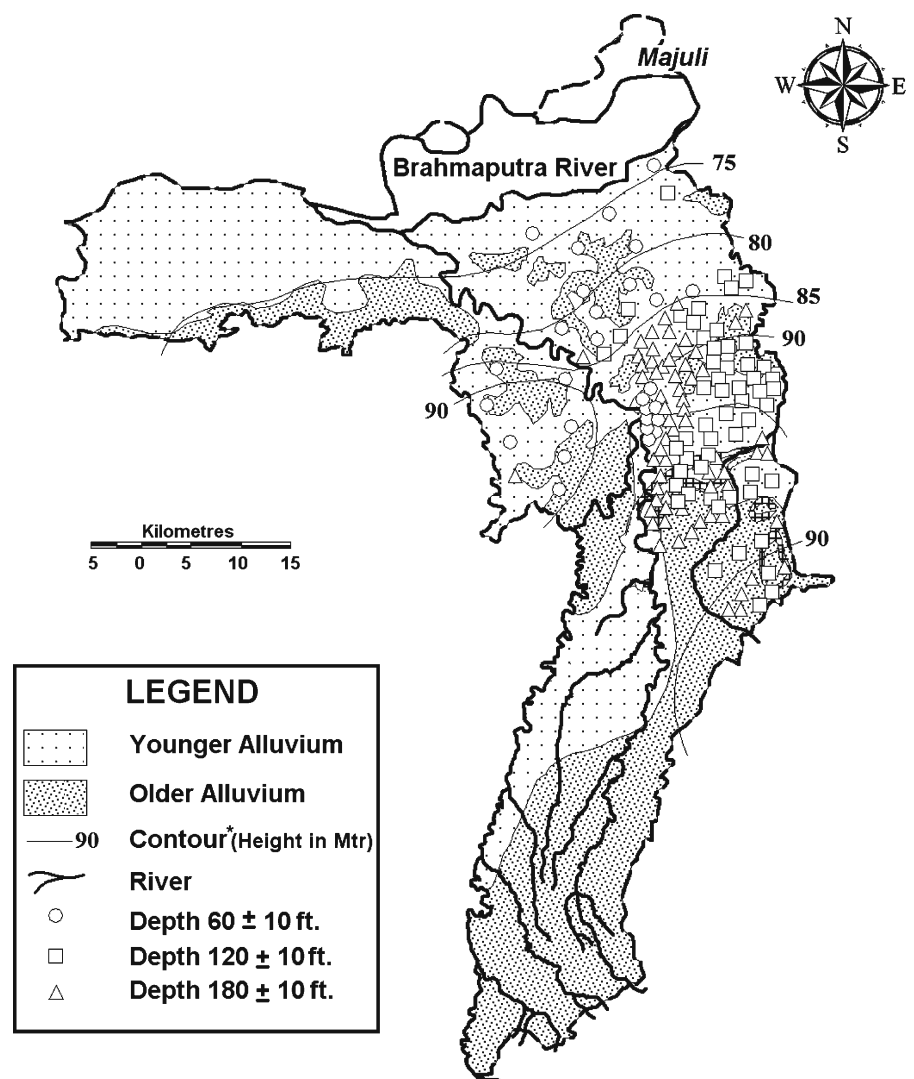 Majuli
N
W E
S
Brahmaputra River
75
80
85
90
90
90
Kilometres
5 0 5 10 15
LEGEND
Younger Alluvium
Older Alluvium
90 Contour*(Height in Mtr)
River
Depth 60 ± 10 ft.
Depth 120 ± 10 ft.
Depth 180 ± 10 ft.